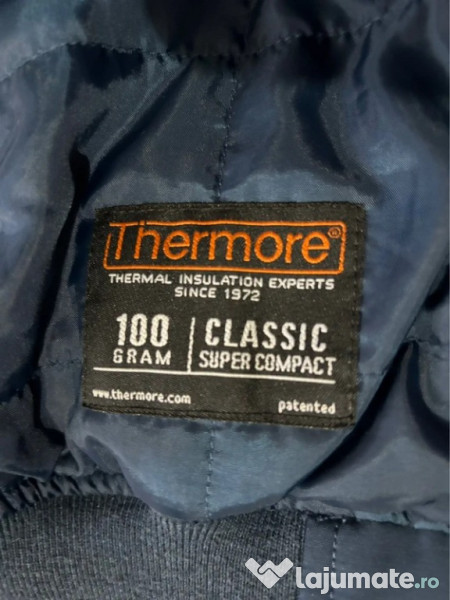 Thermore®
THERMAL INSULATION EXPERTS
SINCE 1972
100 GRAM
CLASSIC
SUPER COMPACT
www.thermore.com
patented
lajumate.ro